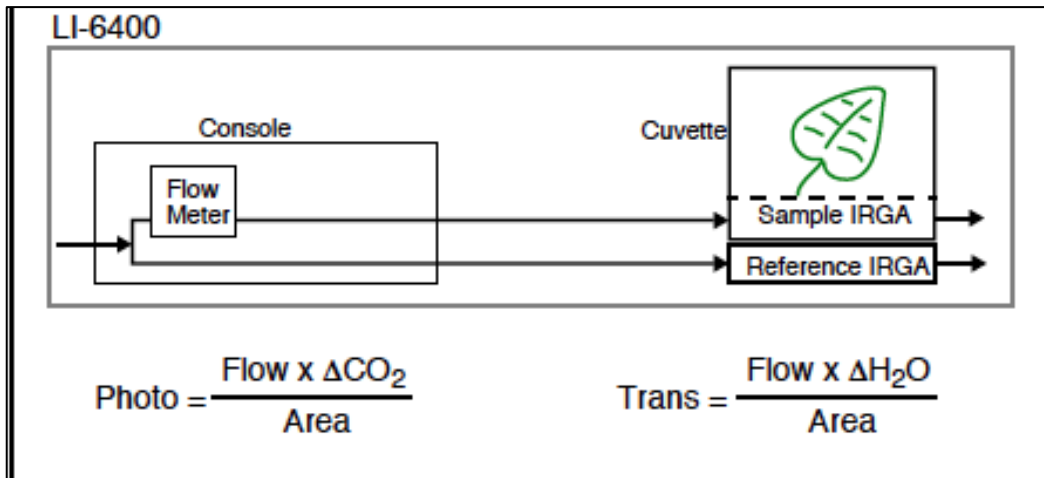 LI-6400
Console
Cuvette
Flow
Meter
Sample IRGA
Reference IRGA
Photo = Flow x ΔCO₂
Area
Trans = Flow x ΔH₂O
Area